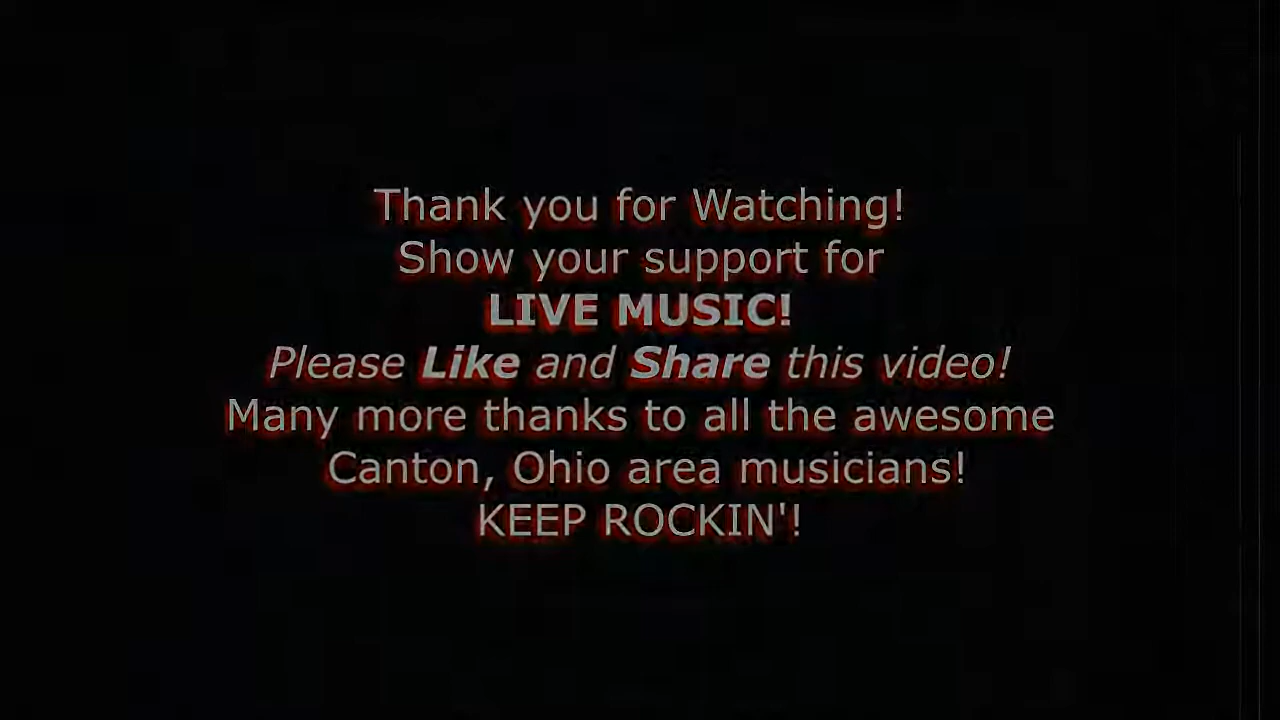 Thank you for Watching!
Show your support for
LIVE MUSIC!
Please Like and Share this video!
Many more thanks to all the awesome
Canton, Ohio area musicians!
KEEP ROCKIN'!